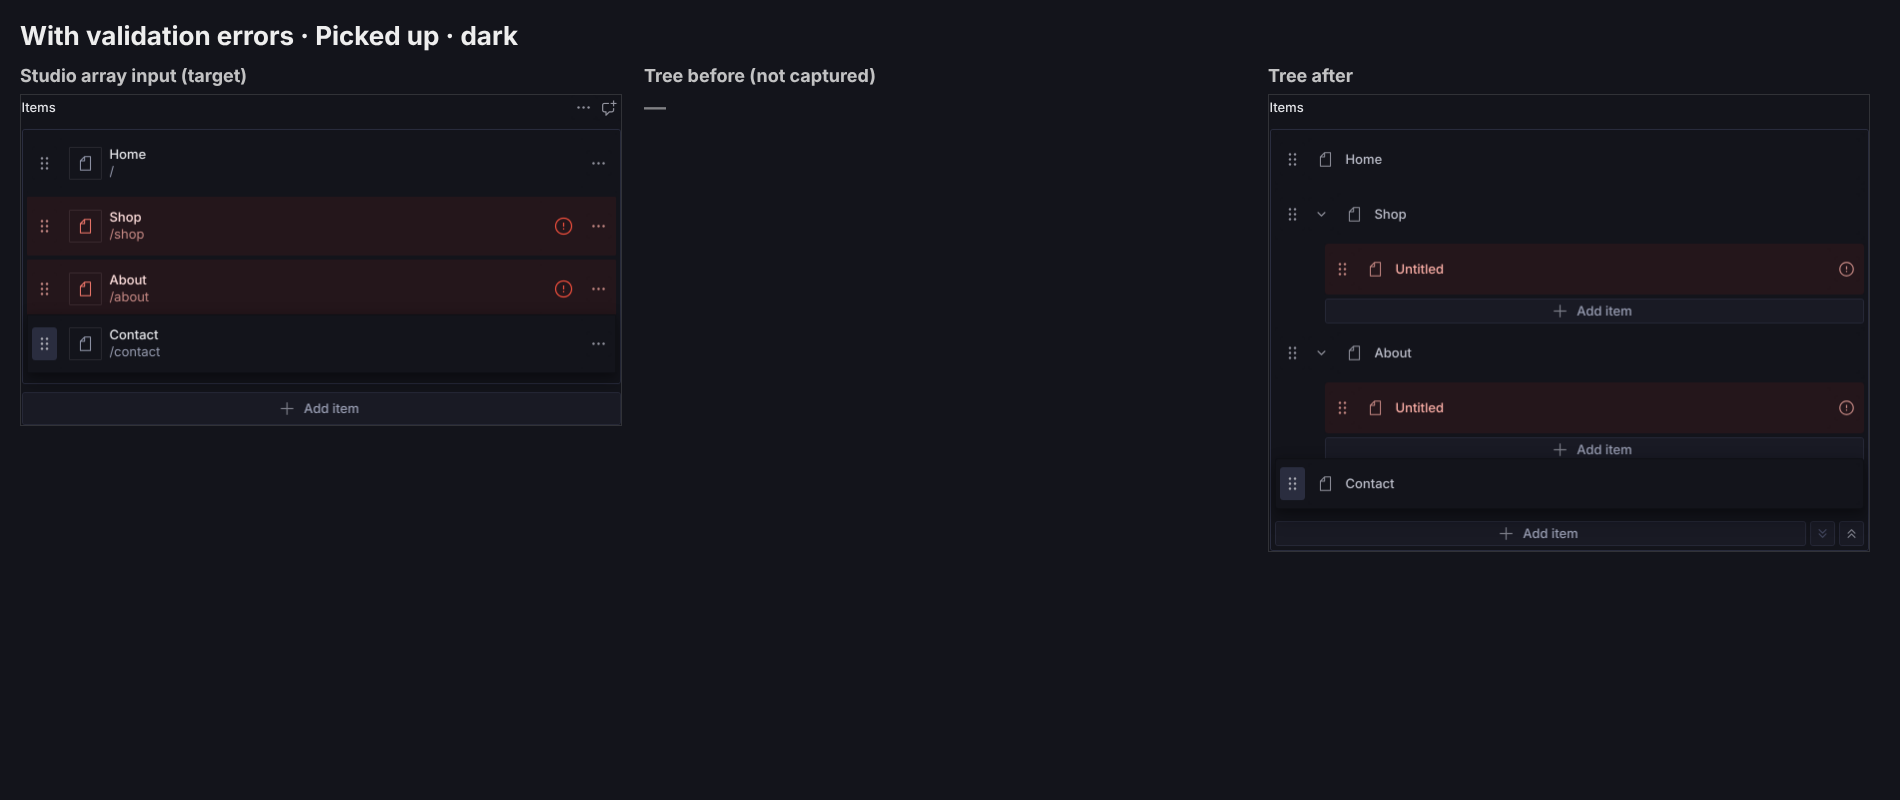 With validation errors · Picked up · dark
Studio array input (target)
Items
Home
/
Shop
/shop
About
/about
Contact
/contact
Add item
Tree before (not captured)
—
Tree after
Items
Home
Shop
Untitled
Add item
About
Untitled
Add item
Contact
Add item